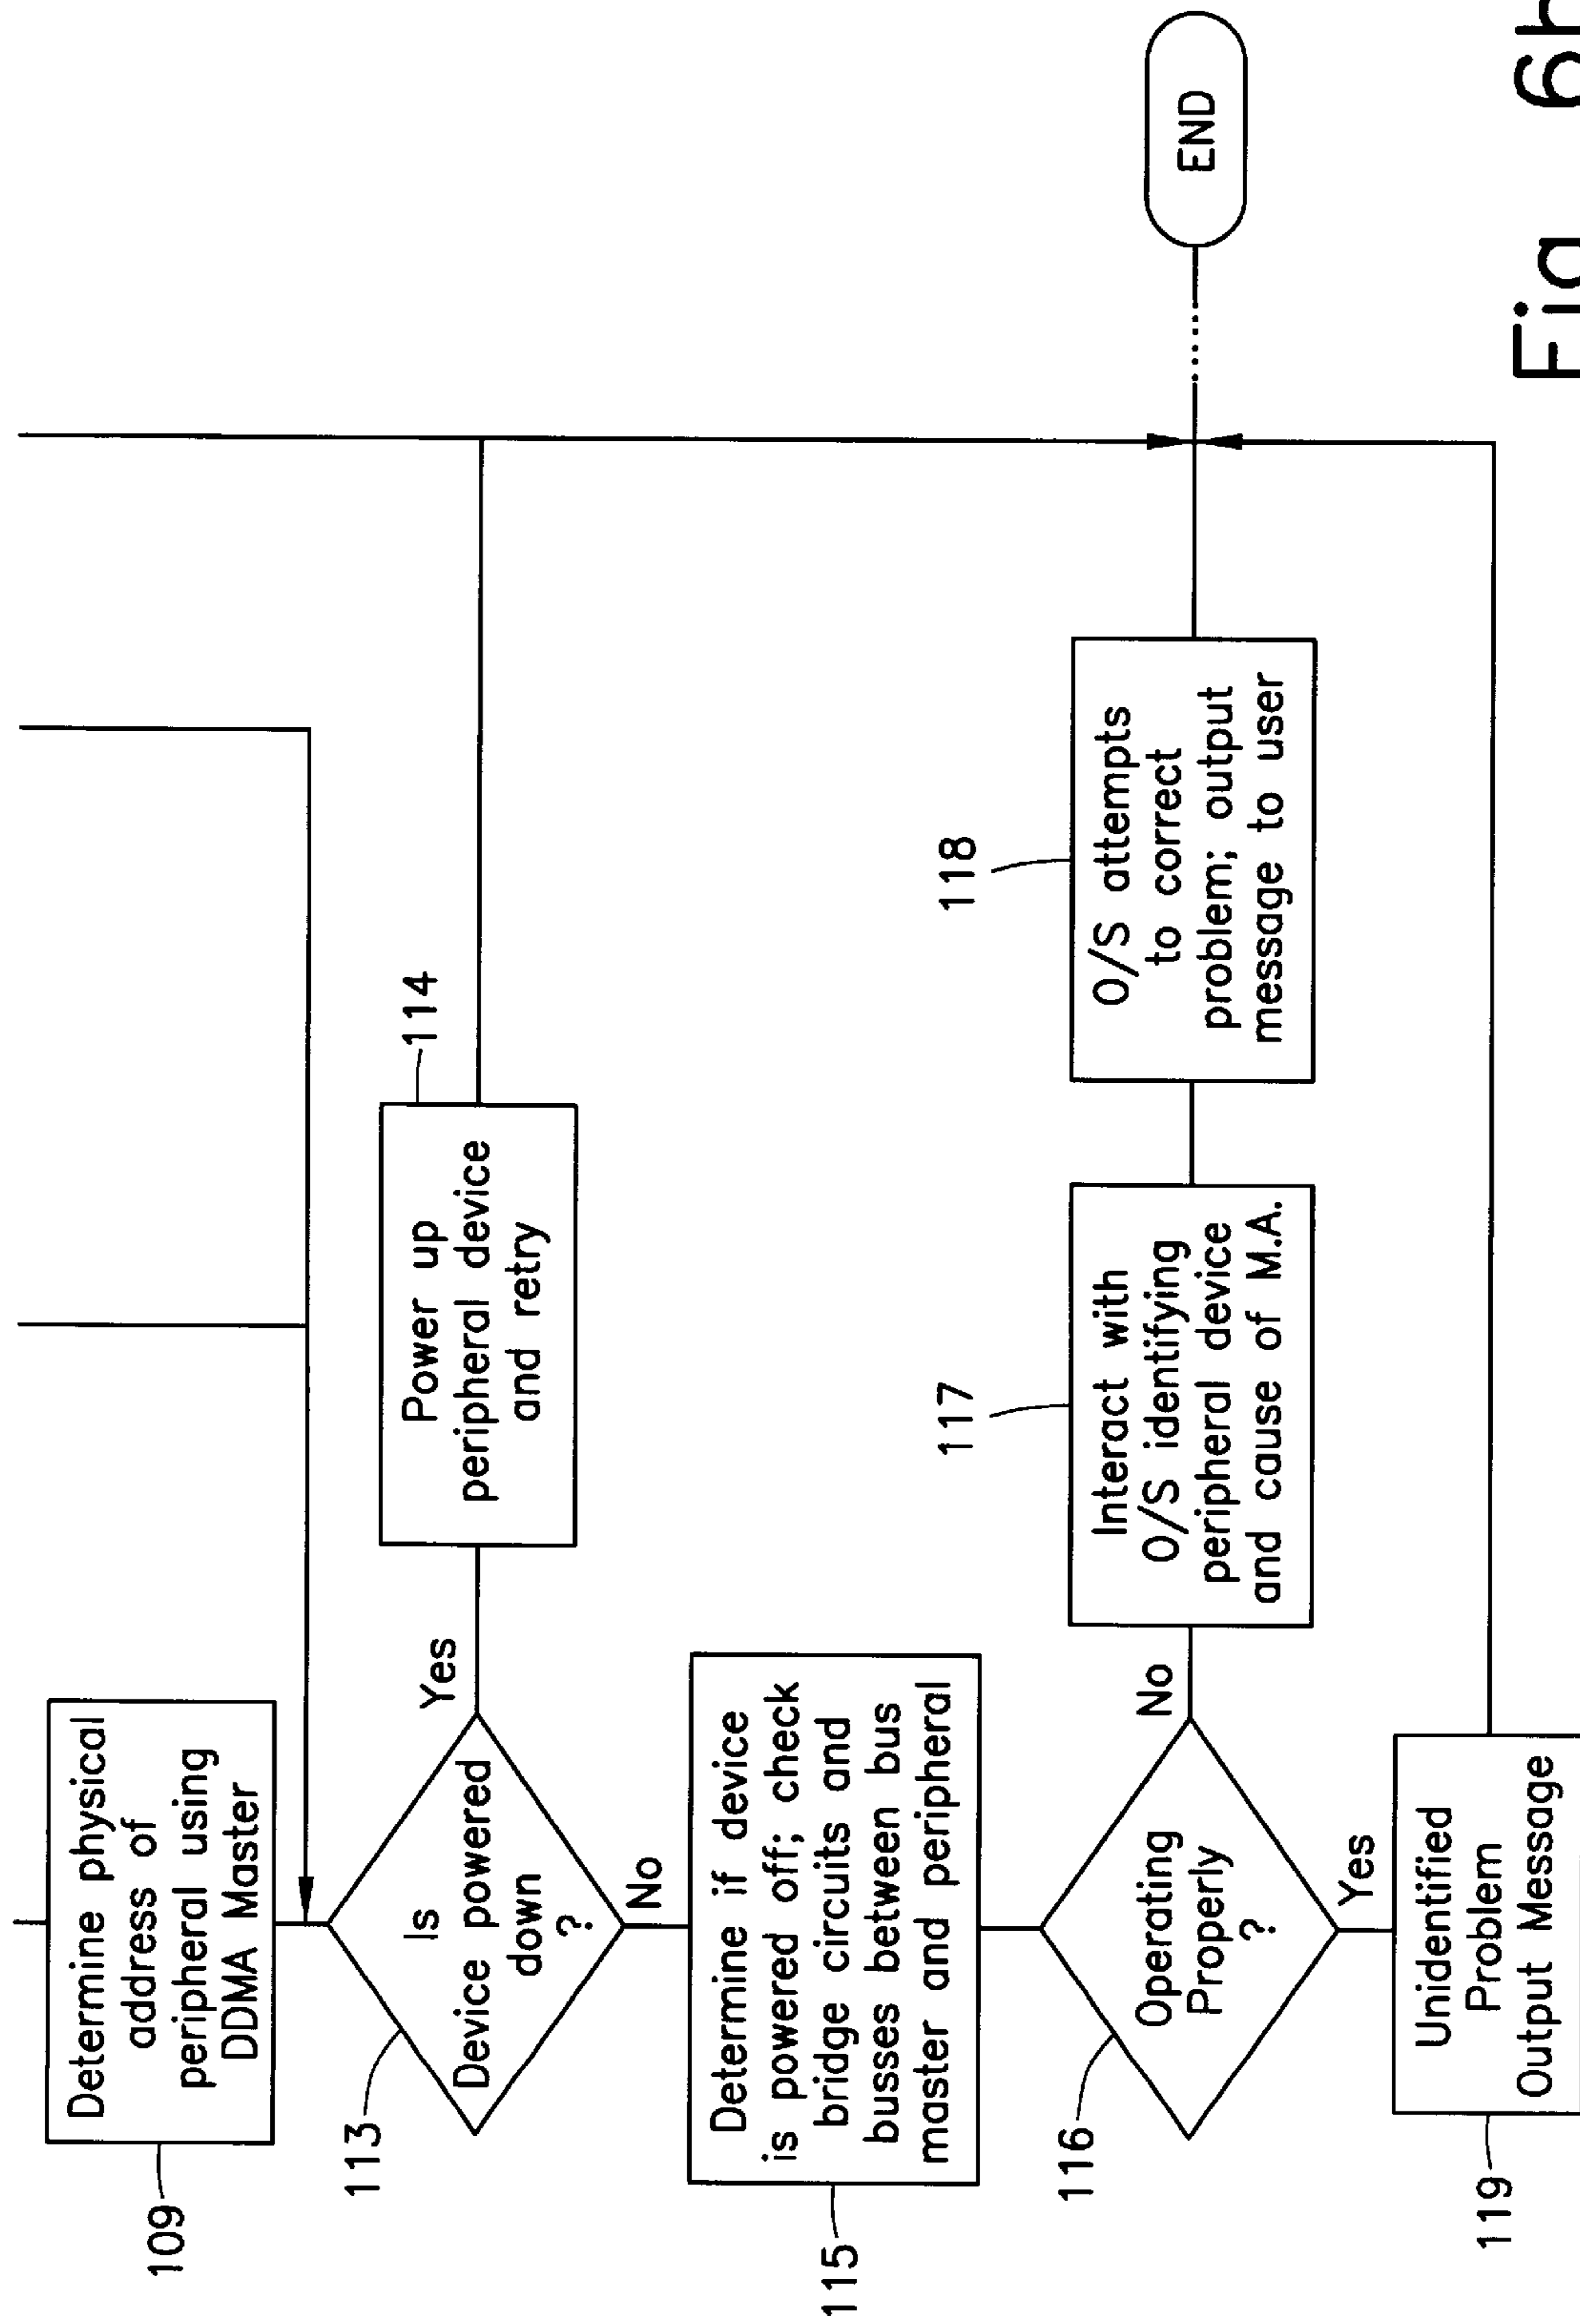 109
Determine physical
address of
peripheral using
DDMA Master
113
Is
Device powered
down
?
Yes
No
114
Power up
peripheral device
and retry
115
Determine if device
is powered off; check
bridge circuits and
busses between bus
master and peripheral
116
Operating
Properly
?
No
Yes
117
Interact with
O/S identifying
peripheral device
and cause of M.A.
118
O/S attempts
to correct
problem; output
message to user
END
119
Unidentified
Problem
Output Message